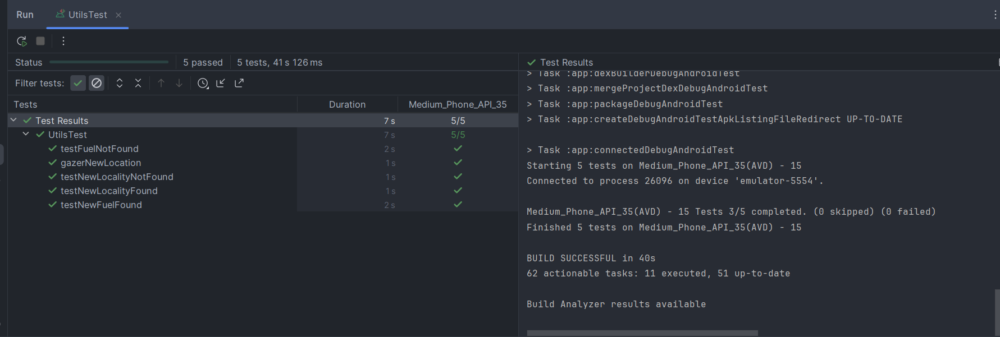 Run UtilsTest
Status 5 passed 5 tests, 41 s 126 ms
Filter tests:
Tests Duration Medium_Phone_API_35
Test Results 7 s 5/5
UtilsTest 7 s 5/5
testFuelNotFound 2 s
gazerNewLocation 1 s
testNewLocalityNotFound 1 s
testNewLocalityFound 1 s
testNewFuelFound 2 s
Test Results
> Task :app:dexBuilderDebugAndroidTest
> Task :app:mergeProjectDexDebugAndroidTest
> Task :app:packageDebugAndroidTest
> Task :app:createDebugAndroidTestApkListingFileRedirect UP-TO-DATE
> Task :app:connectedDebugAndroidTest
Starting 5 tests on Medium_Phone_API_35(AVD) - 15
Connected to process 26096 on device 'emulator-5554'.
Medium_Phone_API_35(AVD) - 15 Tests 3/5 completed. (0 skipped) (0 failed)
Finished 5 tests on Medium_Phone_API_35(AVD) - 15
BUILD SUCCESSFUL in 40s
62 actionable tasks: 11 executed, 51 up-to-date
Build Analyzer results available